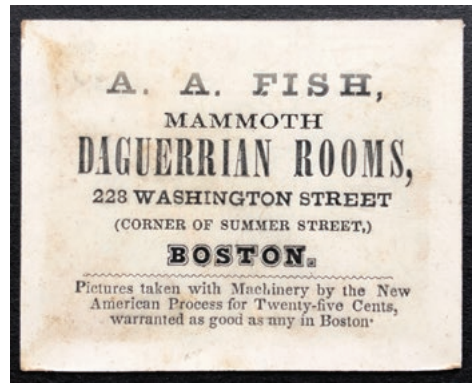 A. A. FISH,
MAMMOTH
DAGUERRIAN ROOMS,
228 WASHINGTON STREET
(CORNER OF SUMMER STREET,)
BOSTON.
Pictures taken with Machinery by the New
American Process for Twenty-five Cents,
warranted as good as any in Boston.